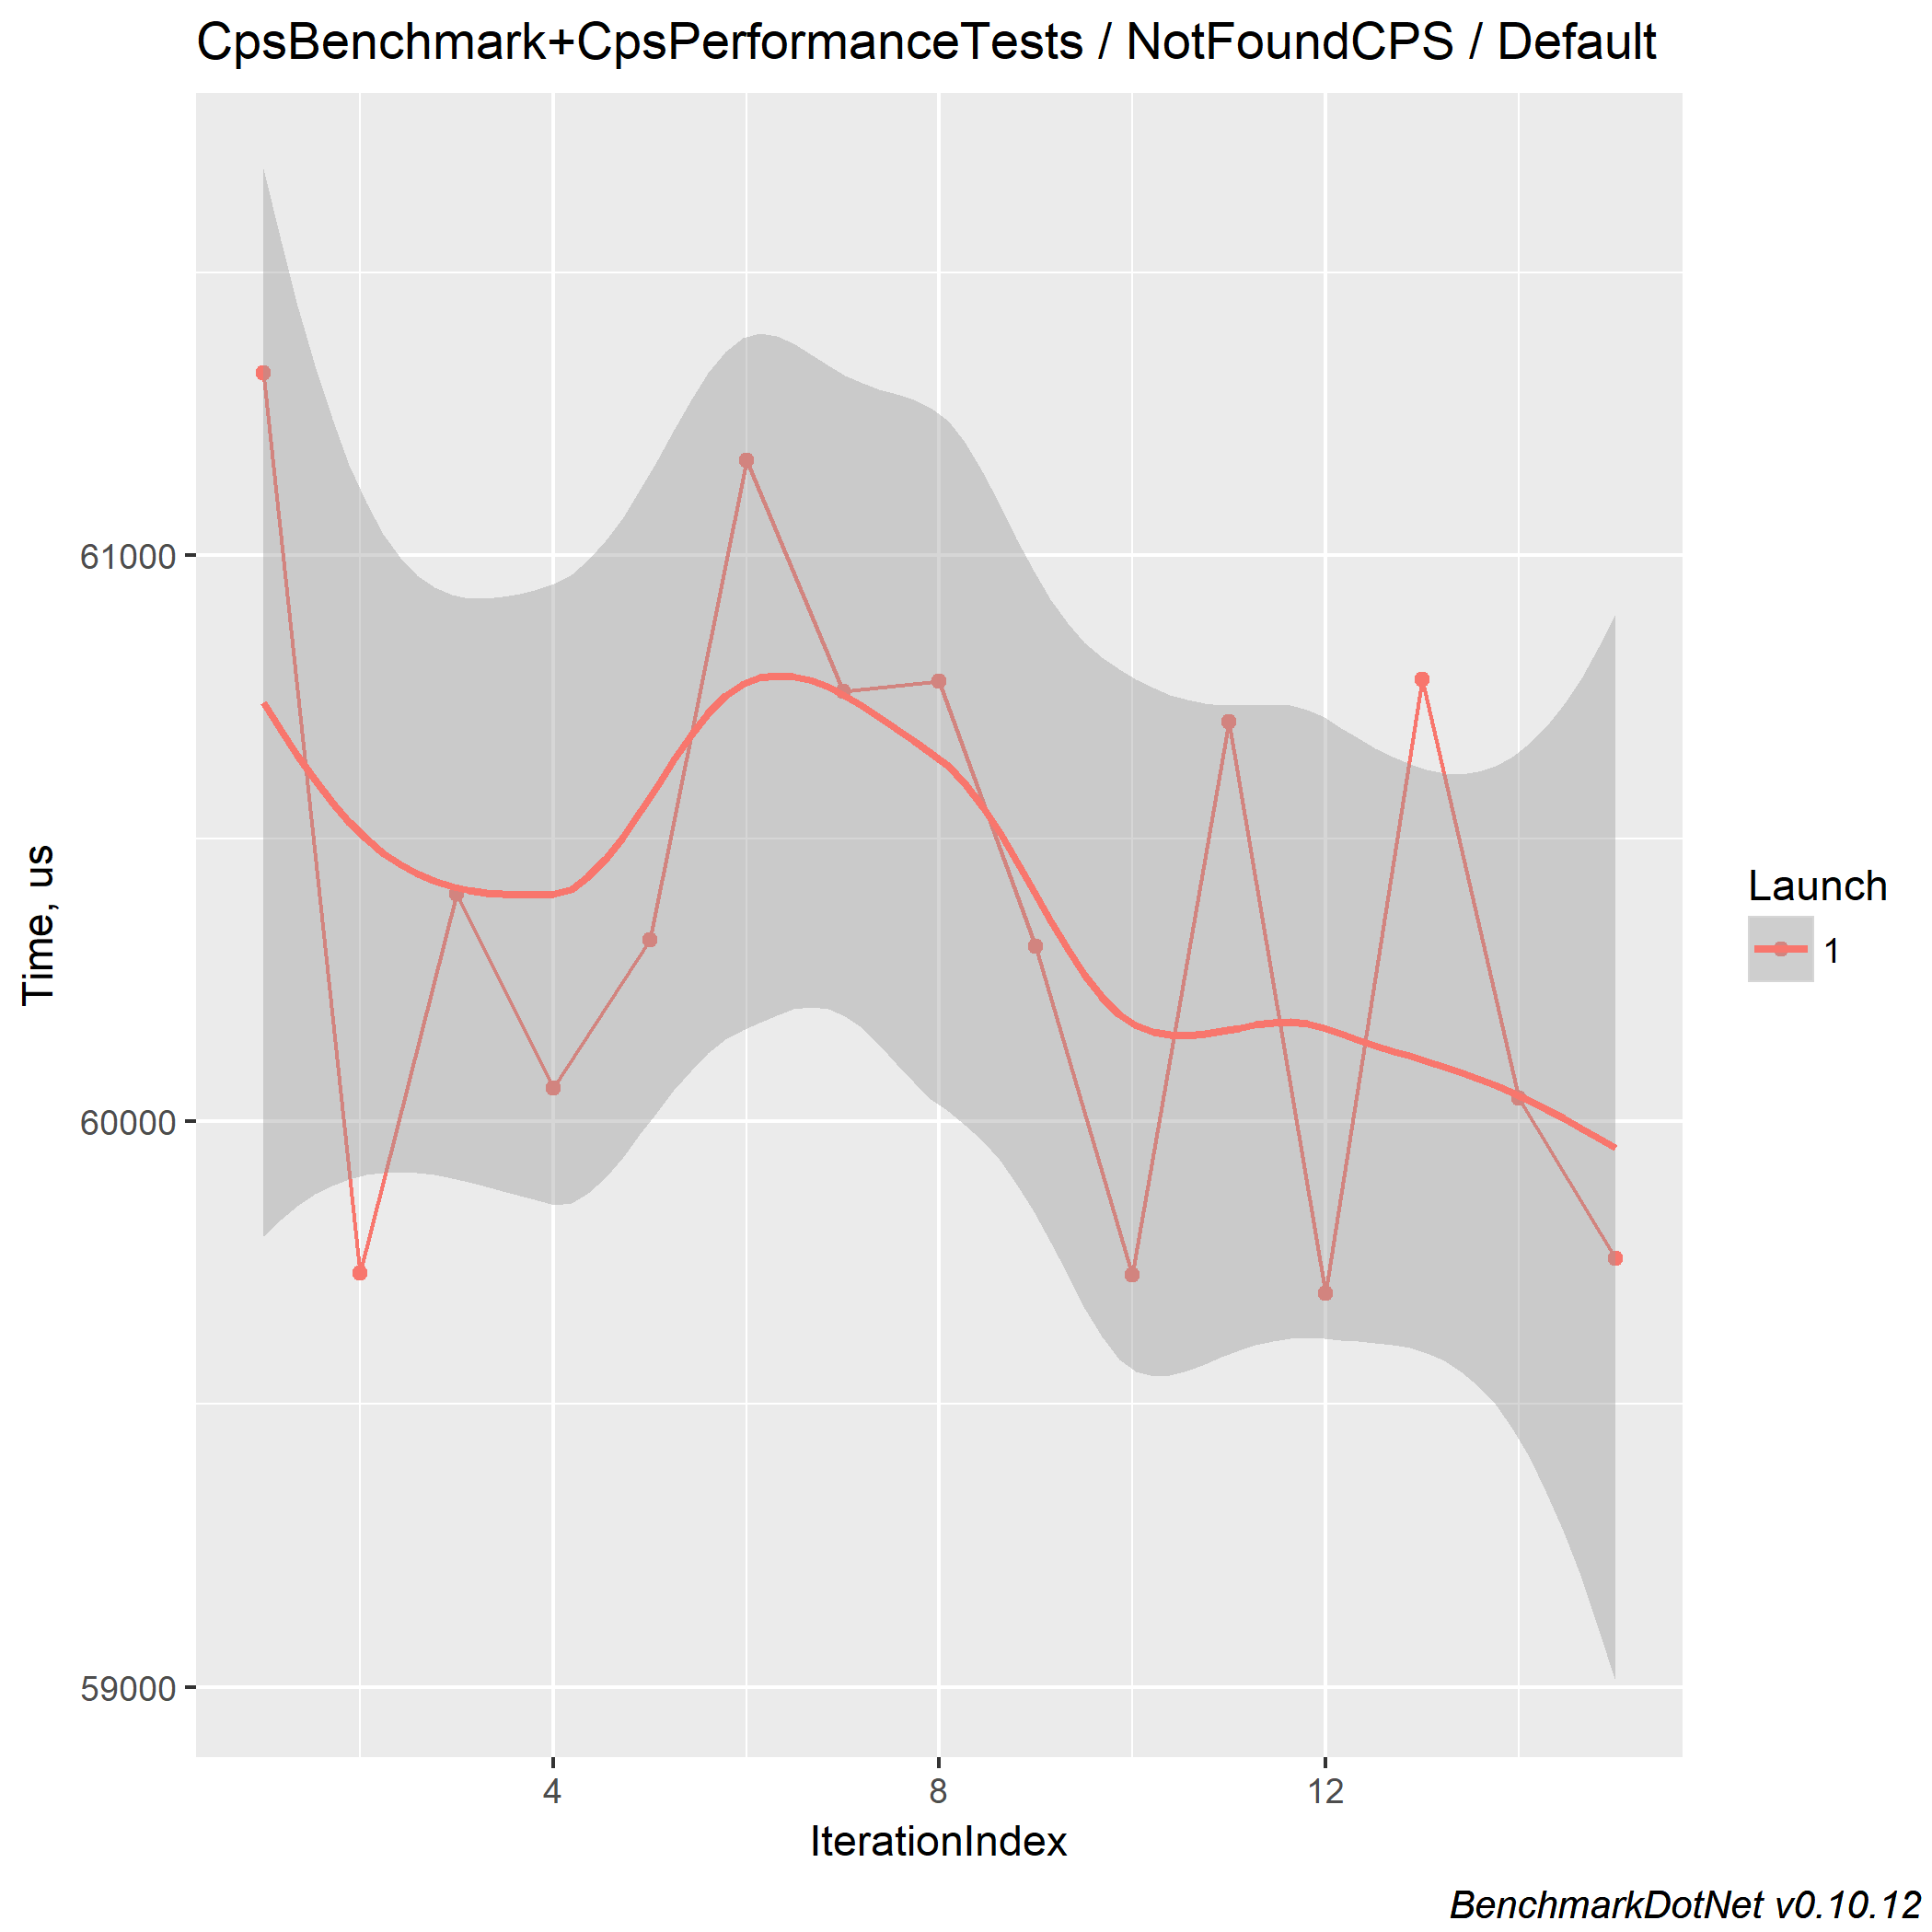 CpsBenchmark+CpsPerformanceTests / NotFoundCPS / Default
61000
60000
59000
Time, us
4
8
12
IterationIndex
Launch
1
BenchmarkDotNet v0.10.12